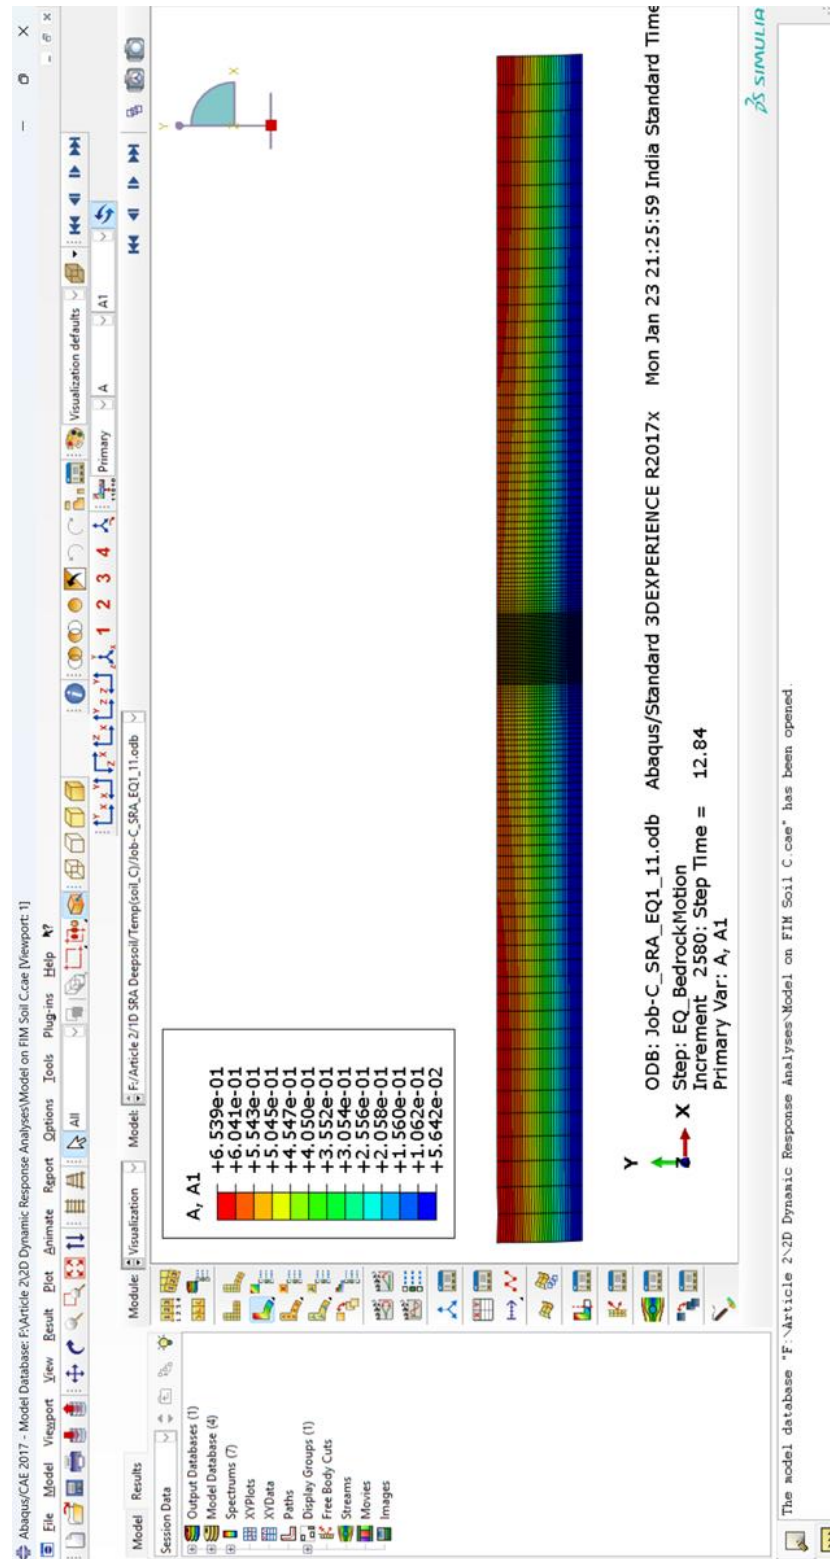 Abaqus/CAE 2017 - Model Database: F:\Article 2\2D Dynamic Response Analyses\Model on FIM Soil C.cae [Viewport: 1]
File Model Viewport View Result Plot Animate Report Options Tools Plug-ins Help
All
Visualization defaults
1 2 3 4
Primary A A1
Model Results
Module: Visualization Model: F:/Article 2/1D SRA Deepsoil/Temp(soil_C)/Job-C_SRA_EQ1_11.odb
Session Data
Output Databases (1)
Model Database (4)
Spectrums (7)
XYPlots
XYData
Paths
Display Groups (1)
Free Body Cuts
Streams
Movies
Images
A, A1
+6.539e-01
+6.041e-01
+5.543e-01
+5.045e-01
+4.547e-01
+4.050e-01
+3.552e-01
+3.054e-01
+2.556e-01
+2.058e-01
+1.560e-01
+1.062e-01
+5.642e-02
Y
X
Y
Z X
ODB: Job-C_SRA_EQ1_11.odb Abaqus/Standard 3DEXPERIENCE R2017x Mon Jan 23 21:25:59 India Standard Time
Step: EQ_BedrockMotion
Increment 2580: Step Time = 12.84
Primary Var: A, A1
SIMULIA
The model database "F:\Article 2\2D Dynamic Response Analyses\Model on FIM Soil C.cae" has been opened.